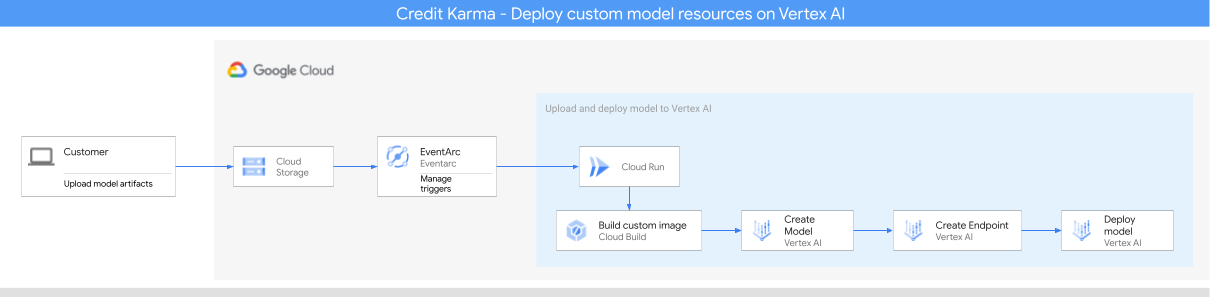 Credit Karma - Deploy custom model resources on Vertex AI
Google Cloud
Upload and deploy model to Vertex AI
Customer
Upload model artifacts
Cloud
Storage
EventArc
Eventarc
Manage
triggers
Cloud Run
Build custom image
Cloud Build
Create
Model
Vertex AI
Create Endpoint
Vertex AI
Deploy
model
Vertex AI